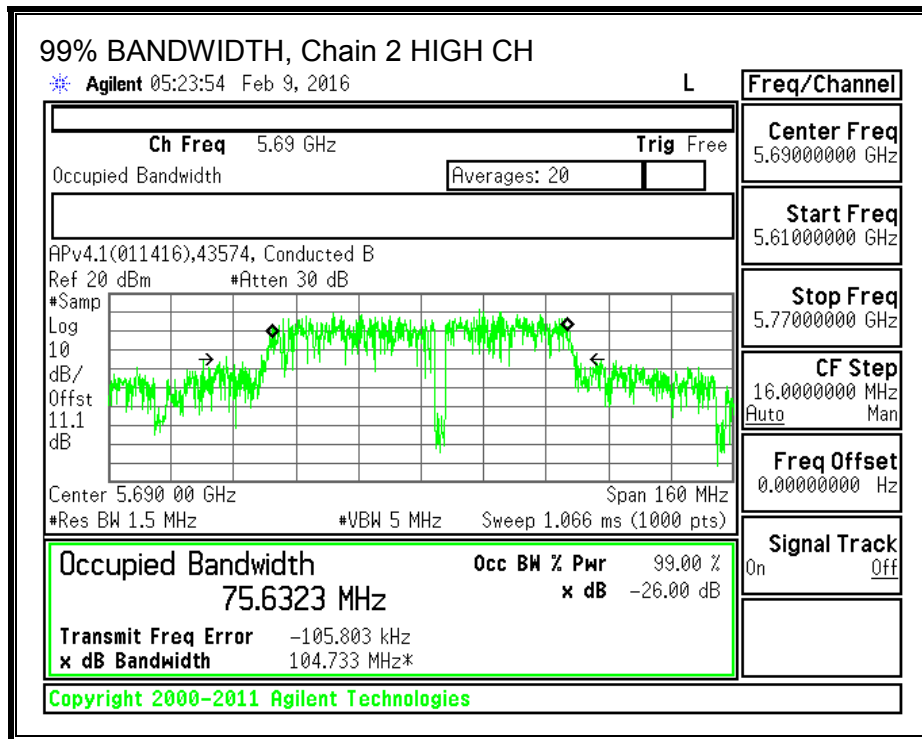 99% BANDWIDTH, Chain 2 HIGH CH
Agilent 05:23:54 Feb 9, 2016 L
Ch Freq 5.69 GHz Trig Free
Occupied Bandwidth Averages: 20
APv4.1(011416),43574, Conducted B
Ref 20 dBm #Atten 30 dB
#Samp
Log
10
dB/
Offst
11.1
dB
Center 5.690 00 GHz Span 160 MHz
#Res BW 1.5 MHz #VBW 5 MHz Sweep 1.066 ms (1000 pts)
Occupied Bandwidth Occ BW % Pwr 99.00 %
75.6323 MHz x dB -26.00 dB
Transmit Freq Error -105.803 kHz
x dB Bandwidth 104.733 MHz*
Copyright 2000-2011 Agilent Technologies
Freq/Channel
Center Freq
5.69000000 GHz
Start Freq
5.61000000 GHz
Stop Freq
5.77000000 GHz
CF Step
16.0000000 MHz
Auto Man
Freq Offset
0.00000000 Hz
Signal Track
On Off